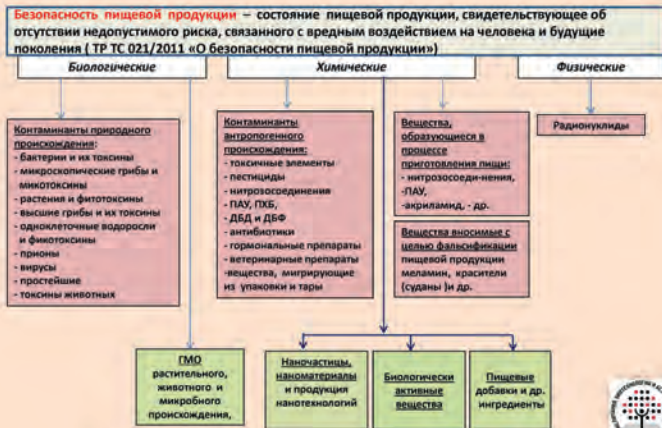 Безопасность пищевой продукции – состояние пищевой продукции, свидетельствующее об
отсутствии недопустимого риска, связанного с вредным воздействием на человека и будущие
поколения ( ТР ТС 021/2011 «О безопасности пищевой продукции»)
Биологические
Химические
Физические
Контаминанты природного
происхождения:
- бактерии и их токсины
- микроскопические грибы и
микотоксины
- растения и фитотоксины
- высшие грибы и их токсины
- одноклеточные водоросли
и фикотоксины
- прионы
- вирусы
- простейшие
- токсины животных
Контаминанты
антропогенного
происхождения:
- токсичные элементы
- пестициды
- нитрозосоединения
- ПАУ, ПХБ,
- ДБД и ДБФ
- антибиотики
- гормональные препараты
- ветеринарные препараты
-вещества, мигрирующие
из упаковки и тары
Вещества,
образующиеся в
процессе
приготовления пищи:
- нитрозосоеди-нения,
-ПАУ,
-акриламид, - др.
Вещества вносимые с
целью фальсификации
пищевой продукции
меламин, красители
(суданы )и др.
Радионуклиды
ГМО
растительного,
животного и
микробного
происхождения,
Наночастицы,
наноматериалы
и продукция
нанотехнологий
Биологически
активные
вещества
Пищевые
добавки и др.
ингредиенты